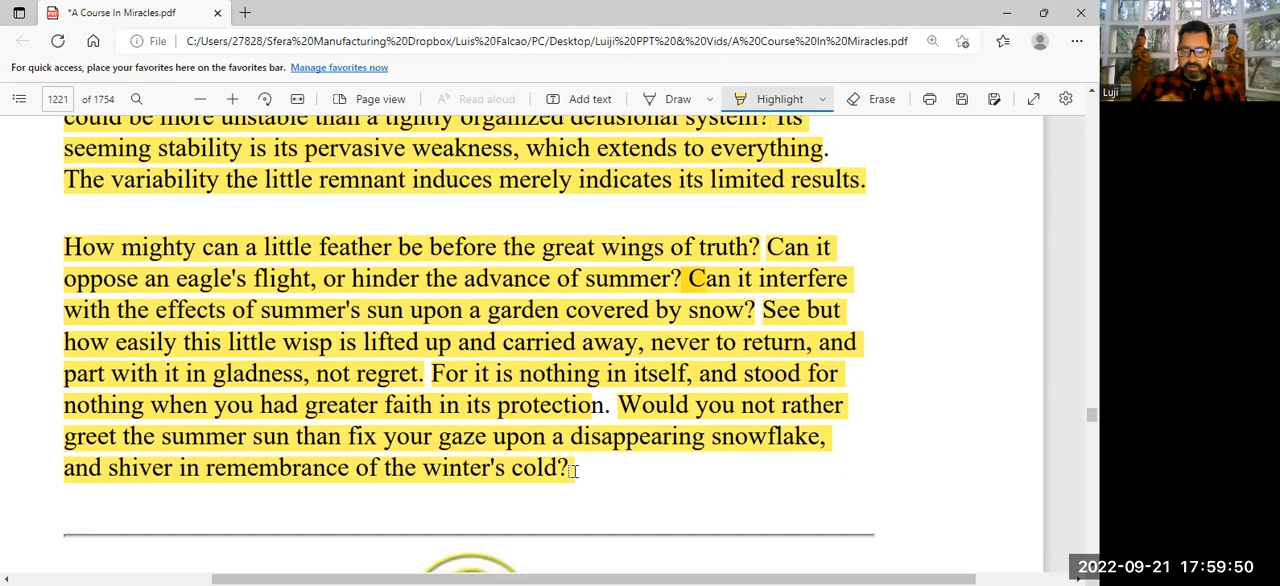 *A Course In Miracles.pdf
File
C:/Users/27828/Sfera%20Manufacturing%20Dropbox/Luis%20Falcao/PC/Desktop/Luiji%20PPT%20&%20Vids/A%20Course%20In%20Miracles.pdf
For quick access, place your favorites here on the favorites bar. Manage favorites now
1221 of 1754 Page view Read aloud Add text Draw Highlight Erase
Luji
could be more unstable than a tightly organized delusional system? Its
seeming stability is its pervasive weakness, which extends to everything.
The variability the little remnant induces merely indicates its limited results.
How mighty can a little feather be before the great wings of truth? Can it
oppose an eagle's flight, or hinder the advance of summer? Can it interfere
with the effects of summer's sun upon a garden covered by snow? See but
how easily this little wisp is lifted up and carried away, never to return, and
part with it in gladness, not regret. For it is nothing in itself, and stood for
nothing when you had greater faith in its protection. Would you not rather
greet the summer sun than fix your gaze upon a disappearing snowflake,
and shiver in remembrance of the winter's cold?
2022-09-21 17:59:50